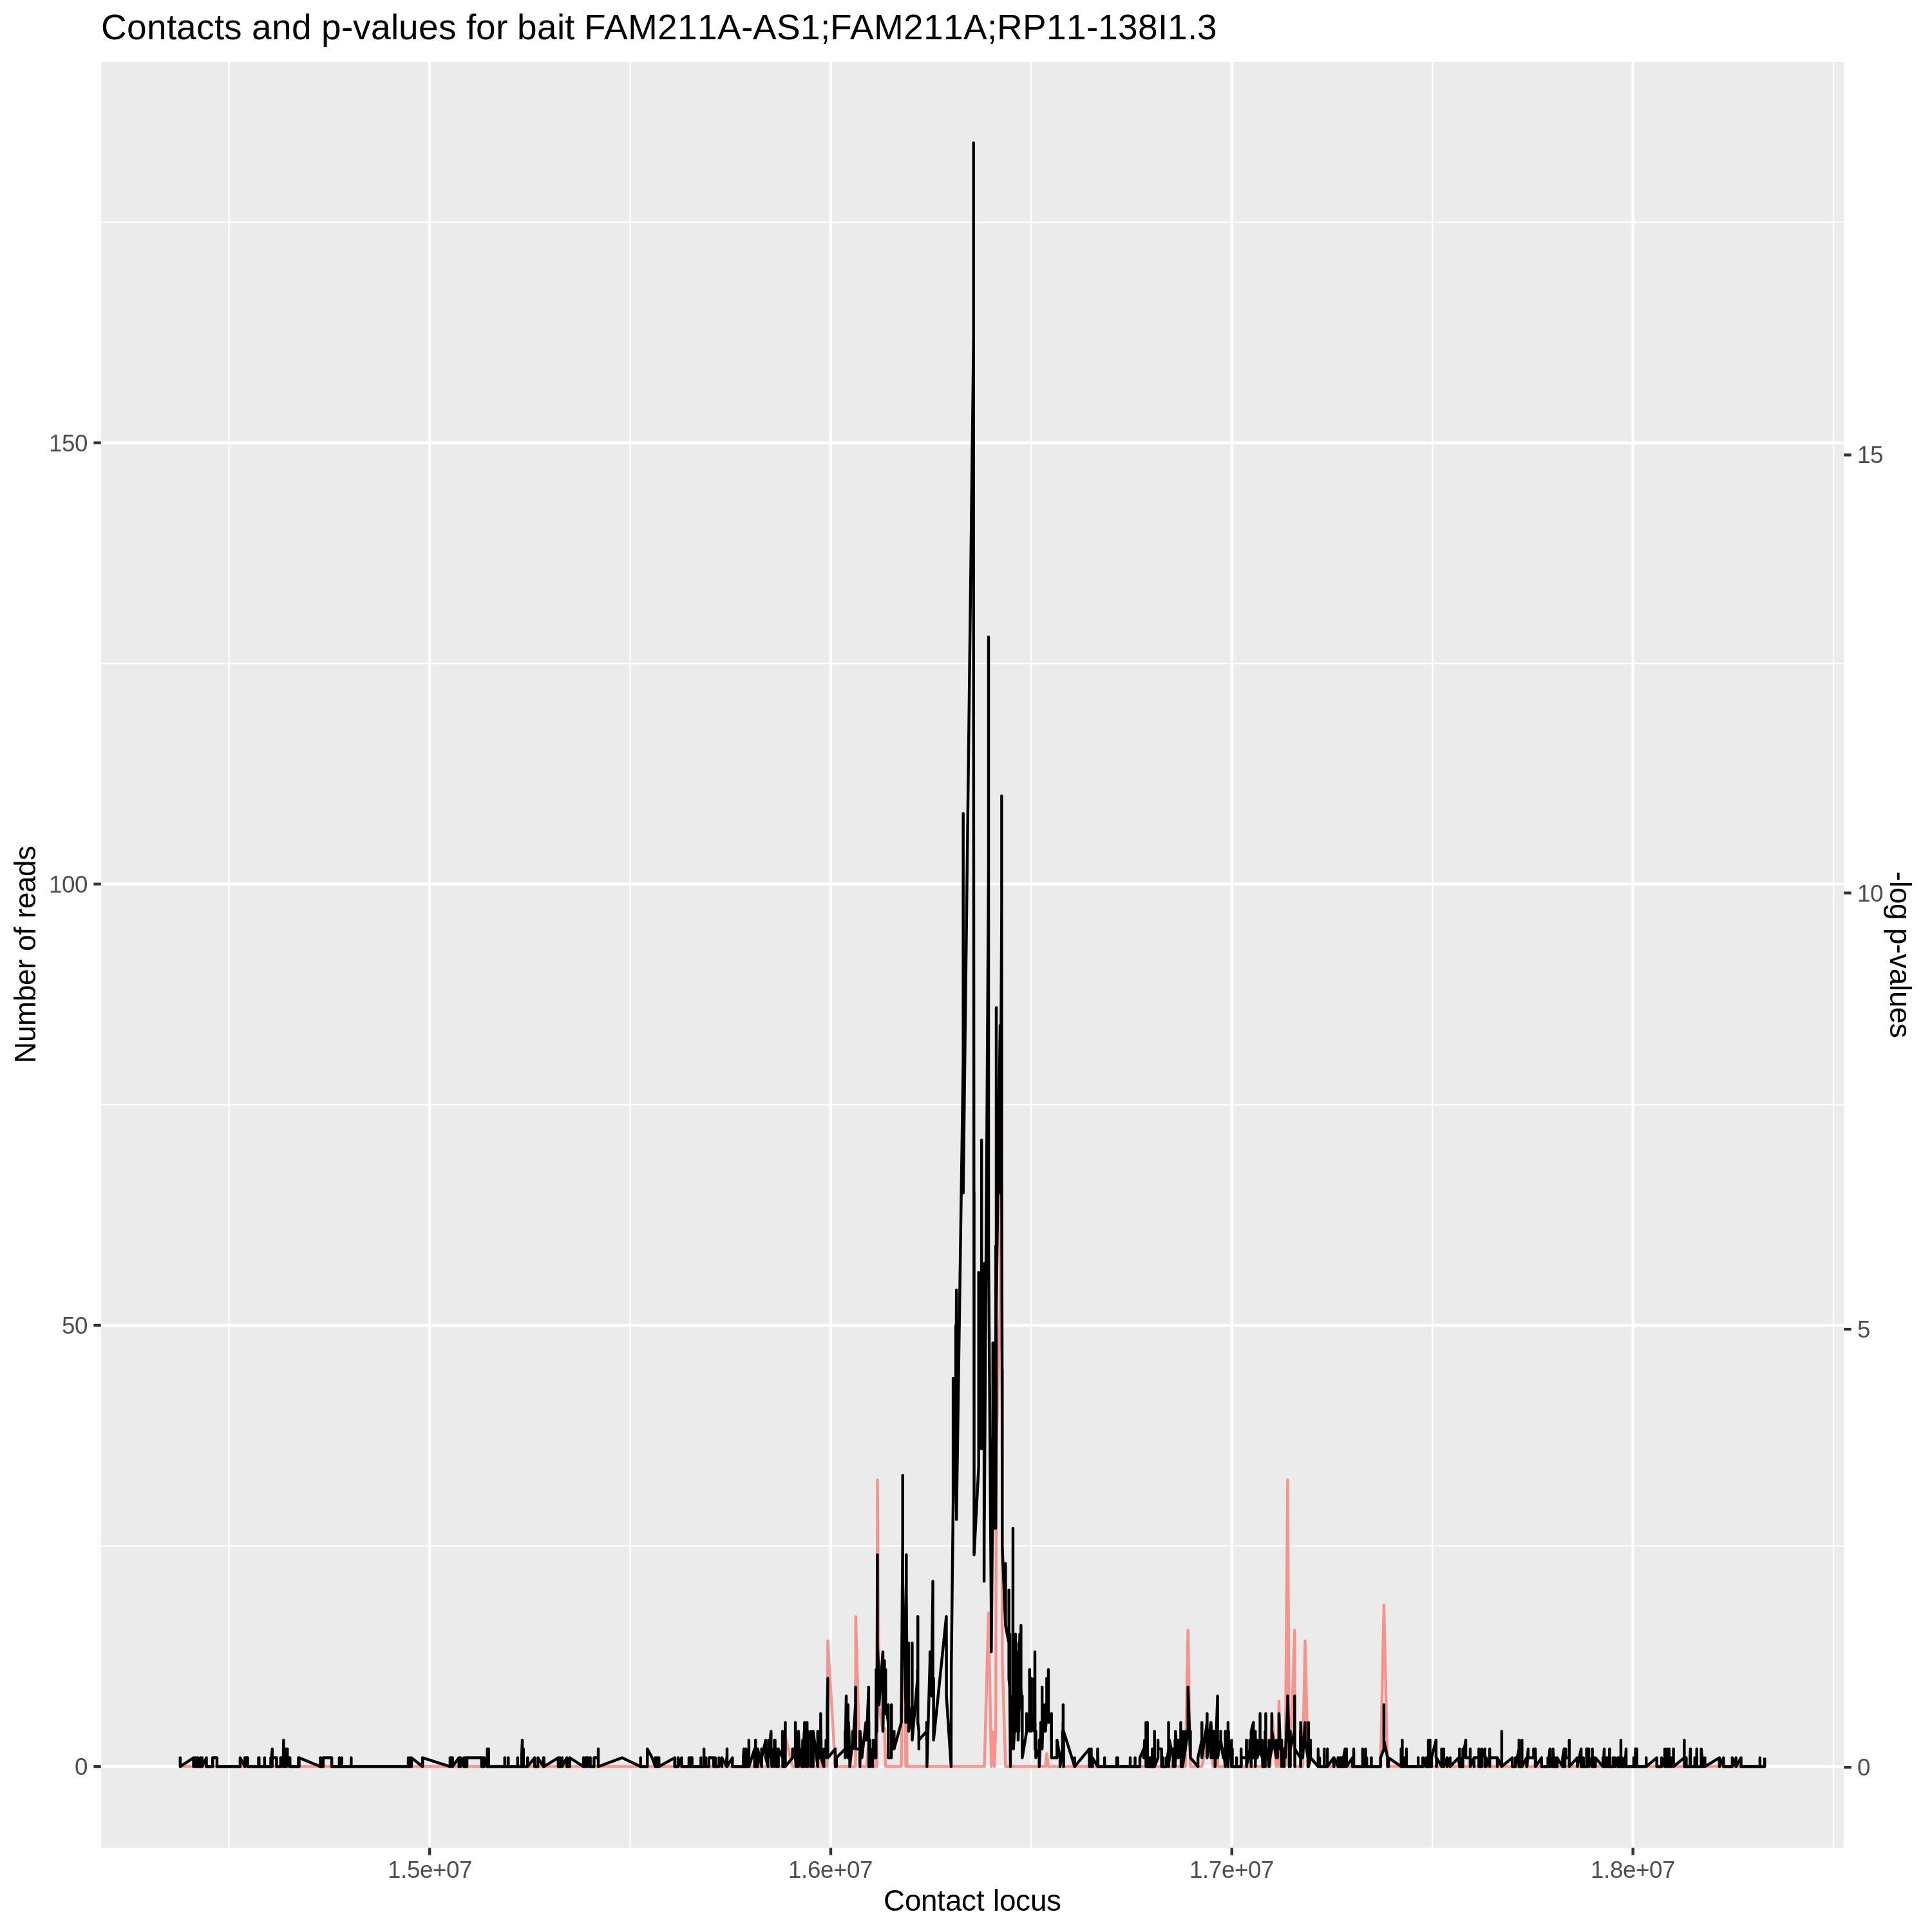 Contacts and p-values for bait FAM211A-AS1;FAM211A;RP11-138I1.3
150
100
50
0
Number of reads
15
10
5
0
-log p-values
1.5e+07
1.6e+07
1.7e+07
1.8e+07
Contact locus